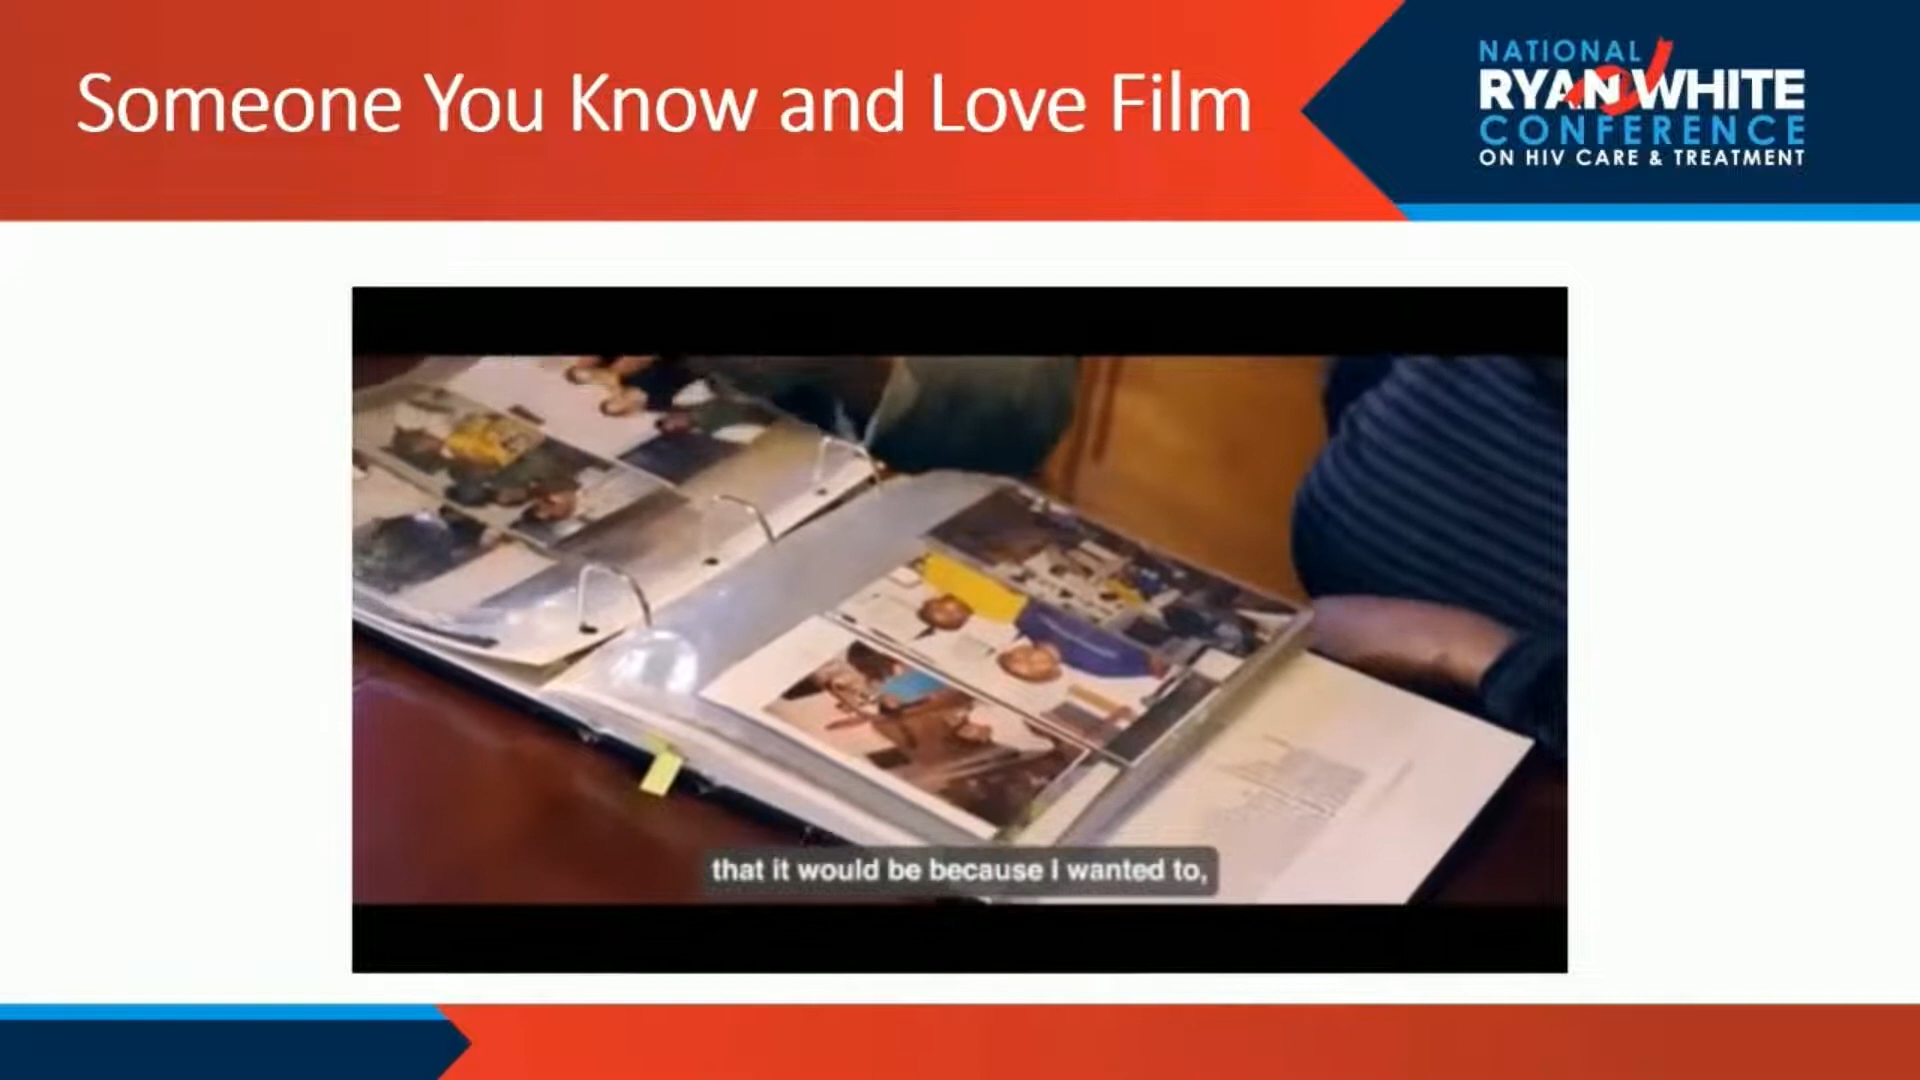 Someone You Know and Love Film
NATIONAL
RYAN WHITE
CONFERENCE
ON HIV CARE & TREATMENT
that it would be because I wanted to,